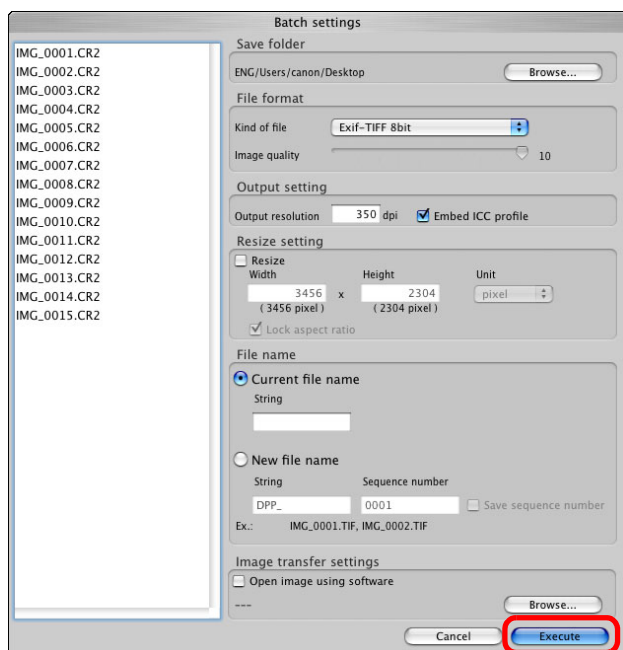 Batch settings
IMG_0001.CR2
IMG_0002.CR2
IMG_0003.CR2
IMG_0004.CR2
IMG_0005.CR2
IMG_0006.CR2
IMG_0007.CR2
IMG_0008.CR2
IMG_0009.CR2
IMG_0010.CR2
IMG_0011.CR2
IMG_0012.CR2
IMG_0013.CR2
IMG_0014.CR2
IMG_0015.CR2
Save folder
ENG/Users/canon/Desktop Browse...
File format
Kind of file Exif-TIFF 8bit
Image quality 10
Output setting
Output resolution 350 dpi Embed ICC profile
Resize setting
Resize
Width Height Unit
3456 x 2304 pixel
( 3456 pixel ) ( 2304 pixel )
Lock aspect ratio
File name
Current file name
String
New file name
String Sequence number
DPP_ 0001 Save sequence number
Ex.: IMG_0001.TIF, IMG_0002.TIF
Image transfer settings
Open image using software
--- Browse...
Cancel Execute